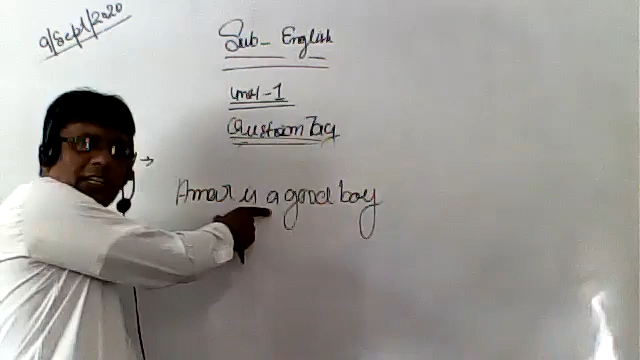 9/Sept/2020
Sub- English
Unit-1
Question Tag
→
Amar is a good boy